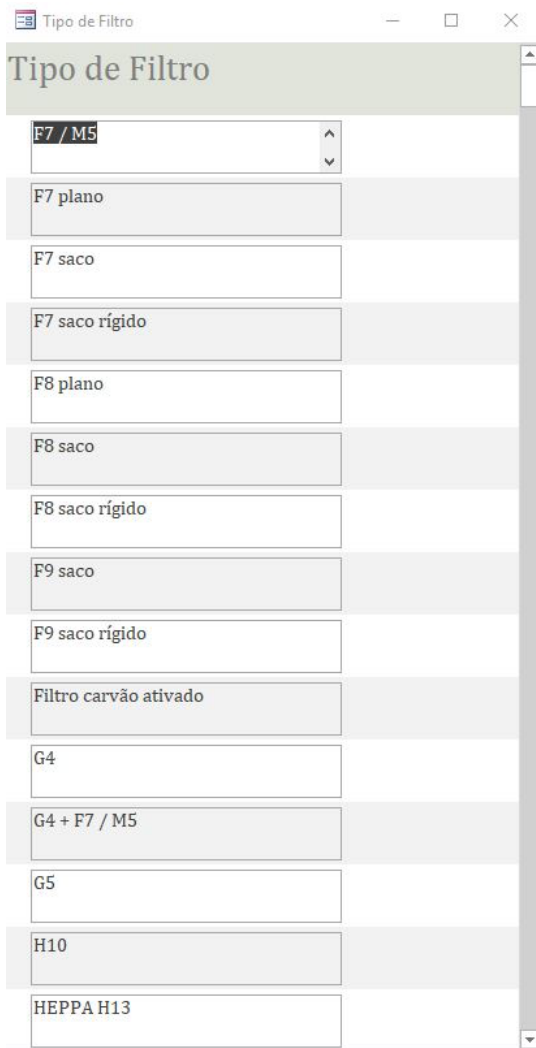 Tipo de Filtro
Tipo de Filtro
F7 / M5
F7 plano
F7 saco
F7 saco rígido
F8 plano
F8 saco
F8 saco rígido
F9 saco
F9 saco rígido
Filtro carvão ativado
G4
G4 + F7 / M5
G5
H10
HEPPA H13